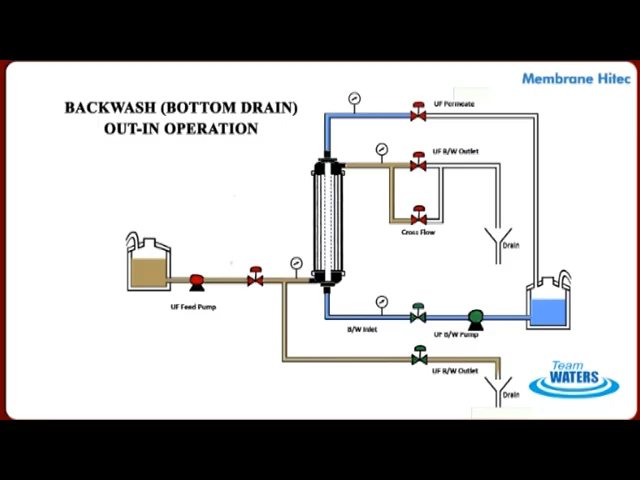 Membrane Hitec
BACKWASH (BOTTOM DRAIN)
OUT-IN OPERATION
UF Permeate
UF B/W Outlet
Cross Flow
Drain
UF Feed Pump
B/W Inlet
UF B/W Pump
UF B/W Outlet
Drain
Team
WATERS